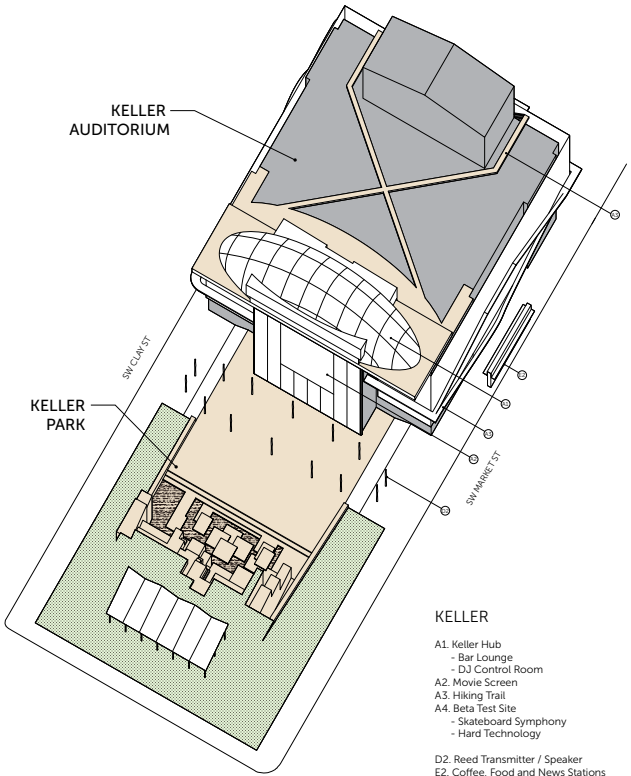 KELLER
AUDITORIUM
SW CLAY ST
KELLER
PARK
SW MARKET ST
KELLER
A1. Keller Hub
- Bar Lounge
- DJ Control Room
A2. Movie Screen
A3. Hiking Trail
A4. Beta Test Site
- Skateboard Symphony
- Hard Technology
D2. Reed Transmitter / Speaker
E2. Coffee, Food and News Stations